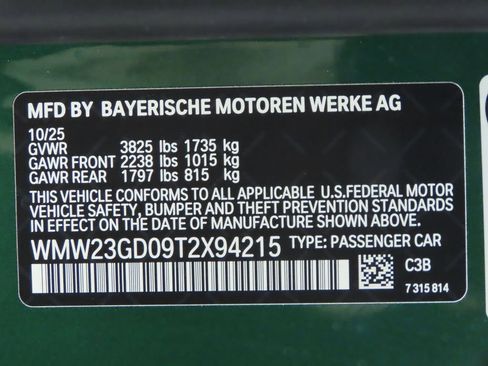 MFD BY BAYERISCHE MOTOREN WERKE AG
10/25
GVWR 3825 lbs 1735 kg
GAWR FRONT 2238 lbs 1015 kg
GAWR REAR 1797 lbs 815 kg
THIS VEHICLE CONFORMS TO ALL APPLICABLE U.S.FEDERAL MOTOR
VEHICLE SAFETY, BUMPER AND THEFT PREVENTION STANDARDS
IN EFFECT ON THE DATE OF MANUFACTURE SHOWN ABOVE.
WMW23GD09T2X94215 TYPE: PASSENGER CAR
C3B
7 315 814